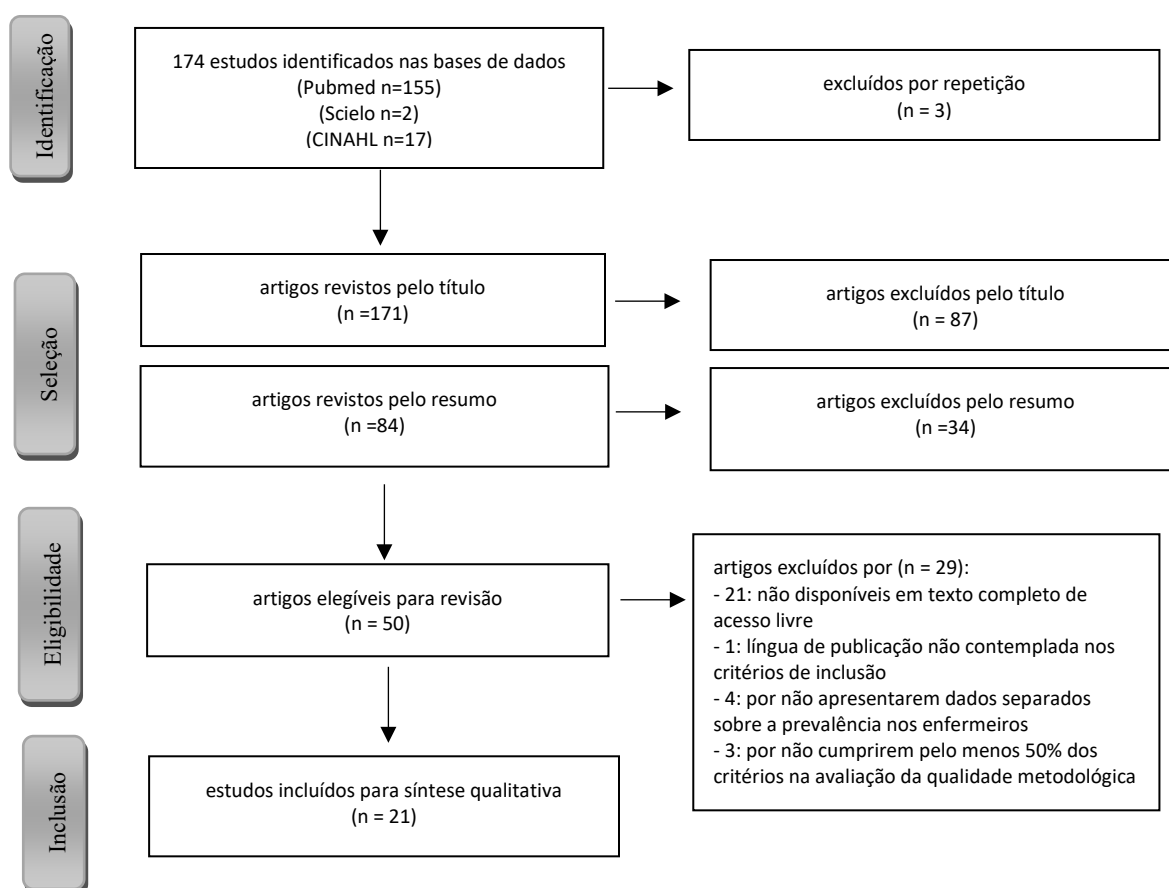 Identificação
174 estudos identificados nas bases de dados
(Pubmed n=155)
(Scielo n=2)
(CINAHL n=17)
excluídos por repetição
(n = 3)
Seleção
artigos revistos pelo título
(n =171)
artigos excluídos pelo título
(n = 87)
artigos revistos pelo resumo
(n =84)
artigos excluídos pelo resumo
(n =34)
Eligibilidade
artigos elegíveis para revisão
(n = 50)
artigos excluídos por (n = 29):
- 21: não disponíveis em texto completo de
acesso livre
- 1: língua de publicação não contemplada nos
critérios de inclusão
- 4: por não apresentarem dados separados
sobre a prevalência nos enfermeiros
- 3: por não cumprirem pelo menos 50% dos
critérios na avaliação da qualidade metodológica
Inclusão
estudos incluídos para síntese qualitativa
(n = 21)